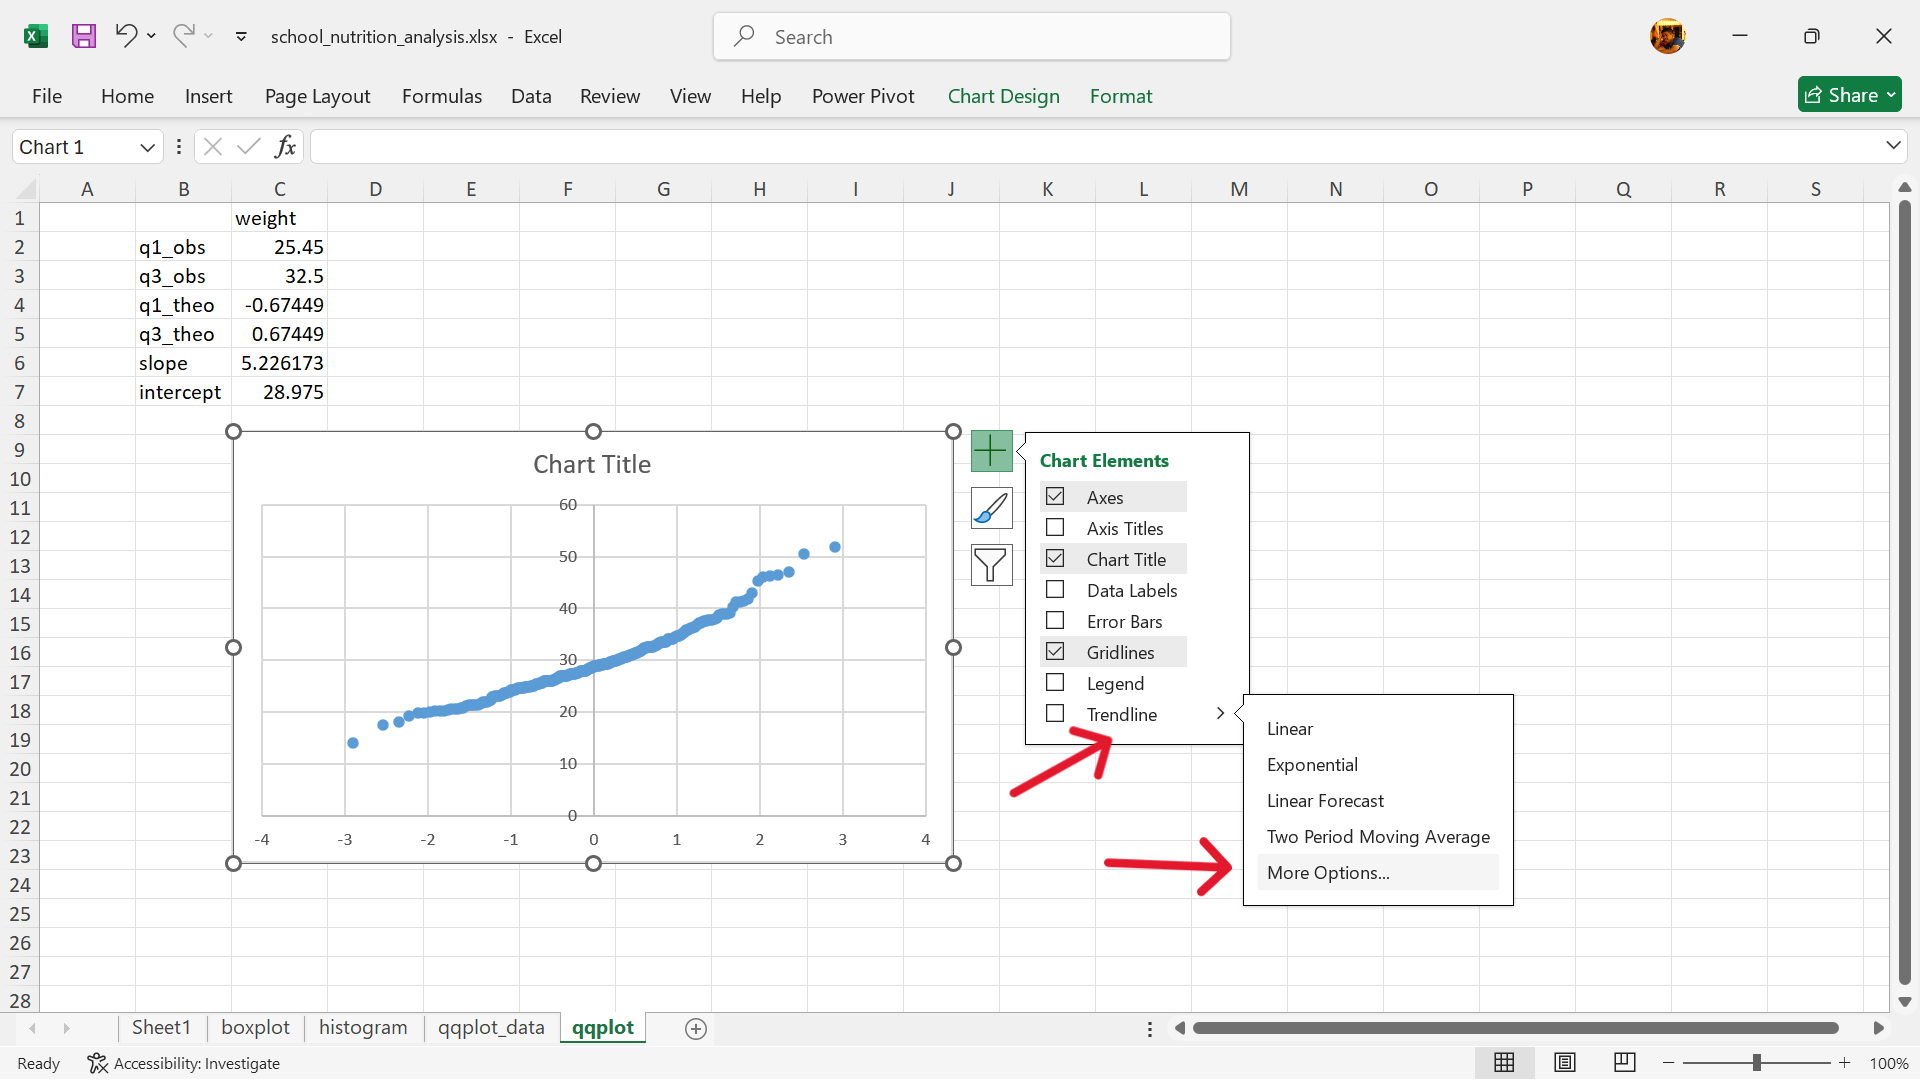 school_nutrition_analysis.xlsx - Excel
Search
File Home Insert Page Layout Formulas Data Review View Help Power Pivot Chart Design Format Share
Chart 1 fx
A B C D E F G H I J K L M N O P Q R S
1 weight
2 q1_obs 25.45
3 q3_obs 32.5
4 q1_theo -0.67449
5 q3_theo 0.67449
6 slope 5.226173
7 intercept 28.975
8
9
10
11
12
13
14
15
16
17
18
19
20
21
22
23
24
25
26
27
28
Chart Title
60
50
40
30
20
10
0
-4 -3 -2 -1 0 1 2 3 4
Chart Elements
Axes
Axis Titles
Chart Title
Data Labels
Error Bars
Gridlines
Legend
Trendline
Linear
Exponential
Linear Forecast
Two Period Moving Average
More Options...
Sheet1 boxplot histogram qqplot_data qqplot
Ready Accessibility: Investigate 100%